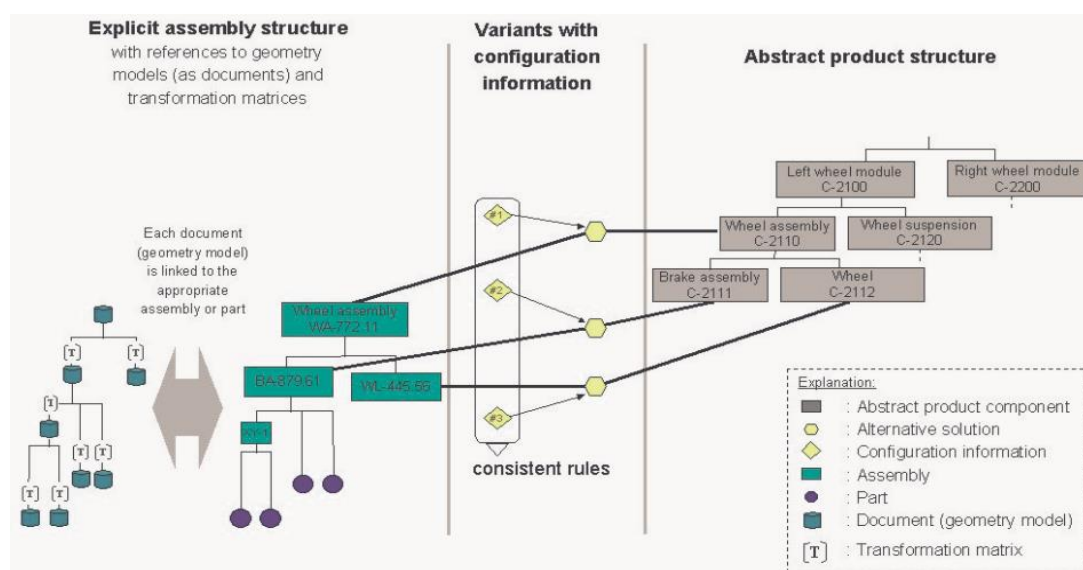 Explicit assembly structure
with references to geometry
models (as documents) and
transformation matrices
Variants with
configuration
information
Abstract product structure
Each document
(geometry model)
is linked to the
appropriate
assembly or part
[T]
[T]
[T]
[T]
[T]
[T]
[T]
Wheel assembly
WA-772.11
BA-879.61
WL-445.66
#1
#2
#3
consistent rules
Left wheel module
C-2100
Right wheel module
C-2200
Wheel assembly
C-2110
Wheel suspension
C-2120
Brake assembly
C-2111
Wheel
C-2112
Explanation:
: Abstract product component
: Alternative solution
: Configuration information
: Assembly
: Part
: Document (geometry model)
[T] : Transformation matrix